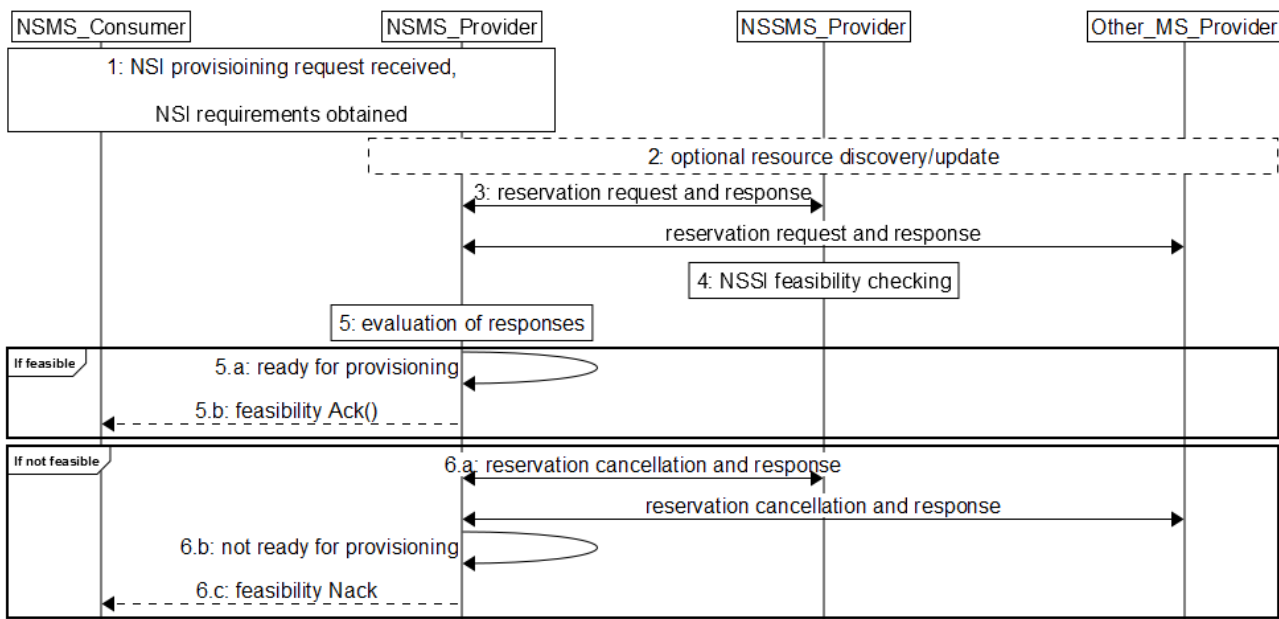 NSMS_Consumer
NSMS_Provider
NSSMS_Provider
Other_MS_Provider
1: NSI provisioining request received,
NSI requirements obtained
2: optional resource discovery/update
3: reservation request and response
reservation request and response
4: NSSI feasibility checking
5: evaluation of responses
If feasible
5.a: ready for provisioning
5.b: feasibility Ack()
If not feasible
6.a: reservation cancellation and response
reservation cancellation and response
6.b: not ready for provisioning
6.c: feasibility Nack